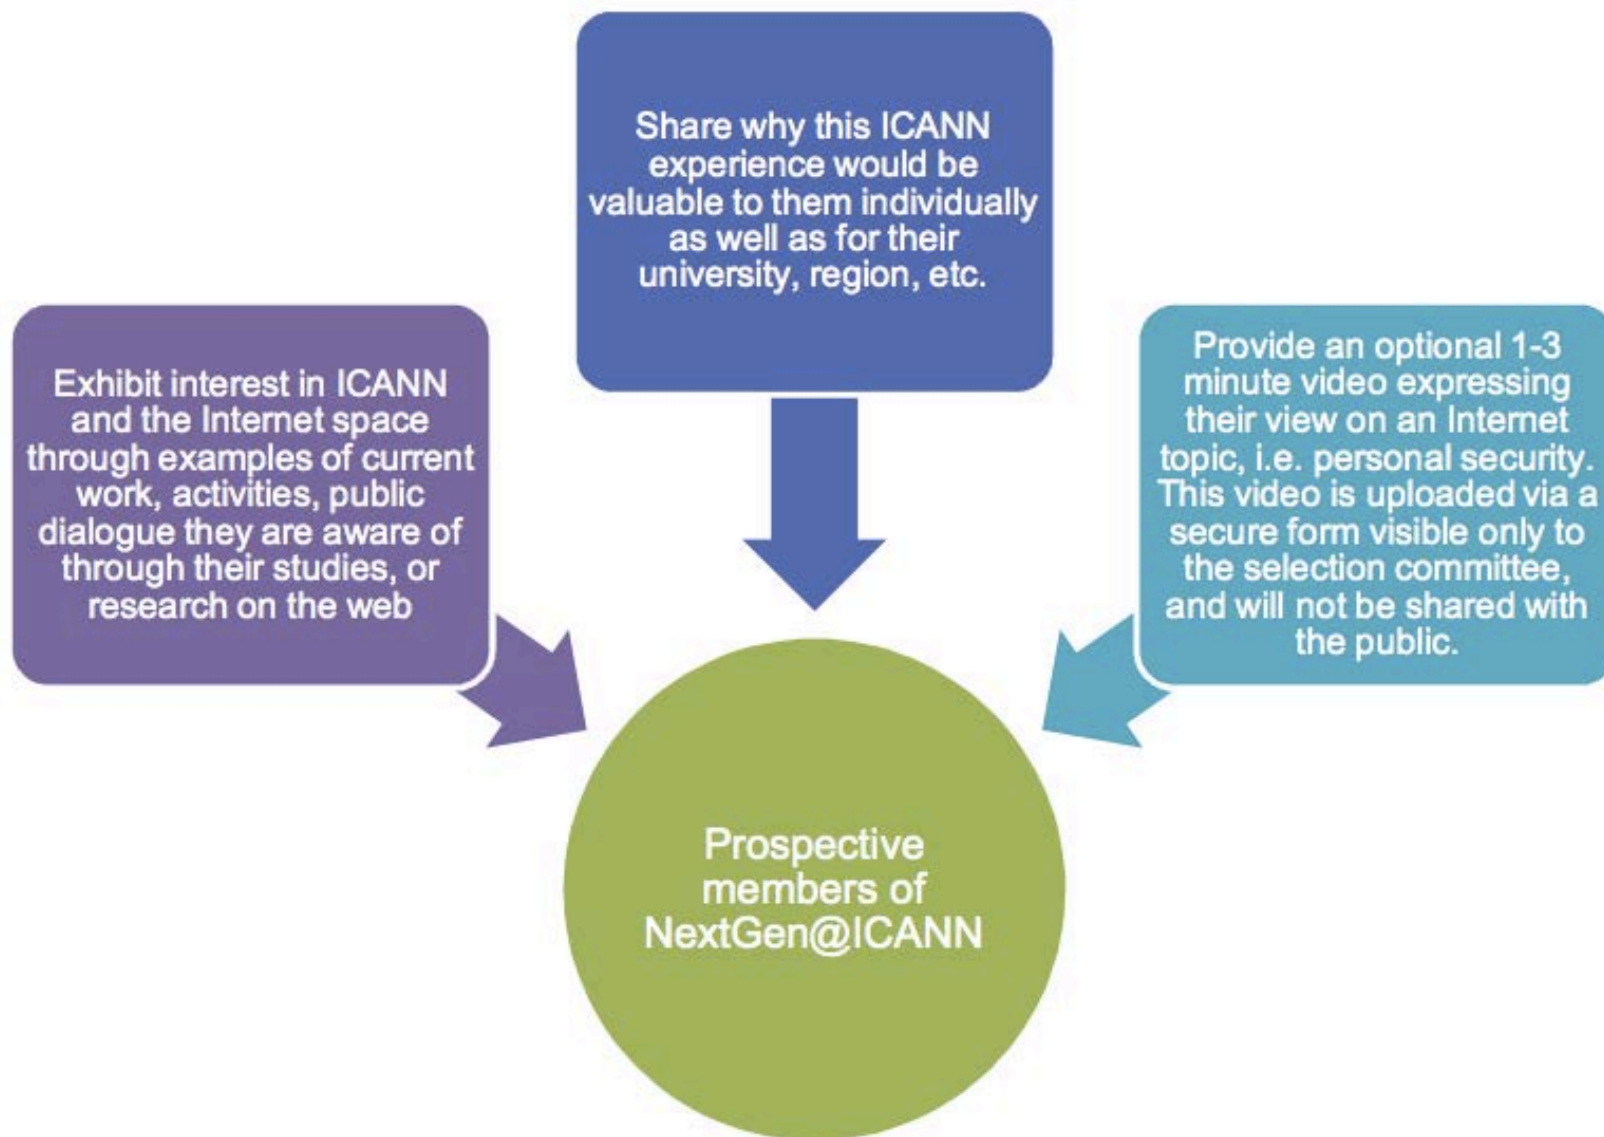 Share why this ICANN
experience would be
valuable to them individually
as well as for their
university, region, etc.
Exhibit interest in ICANN
and the Internet space
through examples of current
work, activities, public
dialogue they are aware of
through their studies, or
research on the web
Provide an optional 1-3
minute video expressing
their view on an Internet
topic, i.e. personal security.
This video is uploaded via a
secure form visible only to
the selection committee,
and will not be shared with
the public.
Prospective
members of
NextGen@ICANN